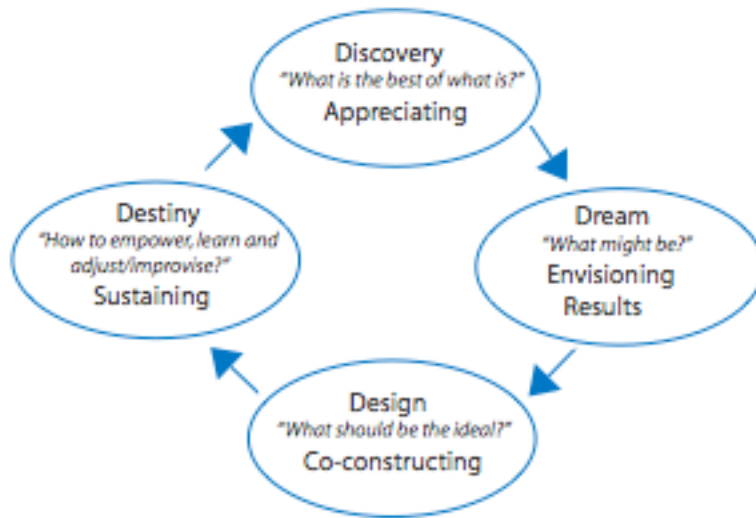 Discovery
"What is the best of what is?"
Appreciating
Dream
"What might be?"
Envisioning
Results
Design
"What should be the ideal?"
Co-constructing
Destiny
"How to empower, learn and
adjust/improvise?"
Sustaining